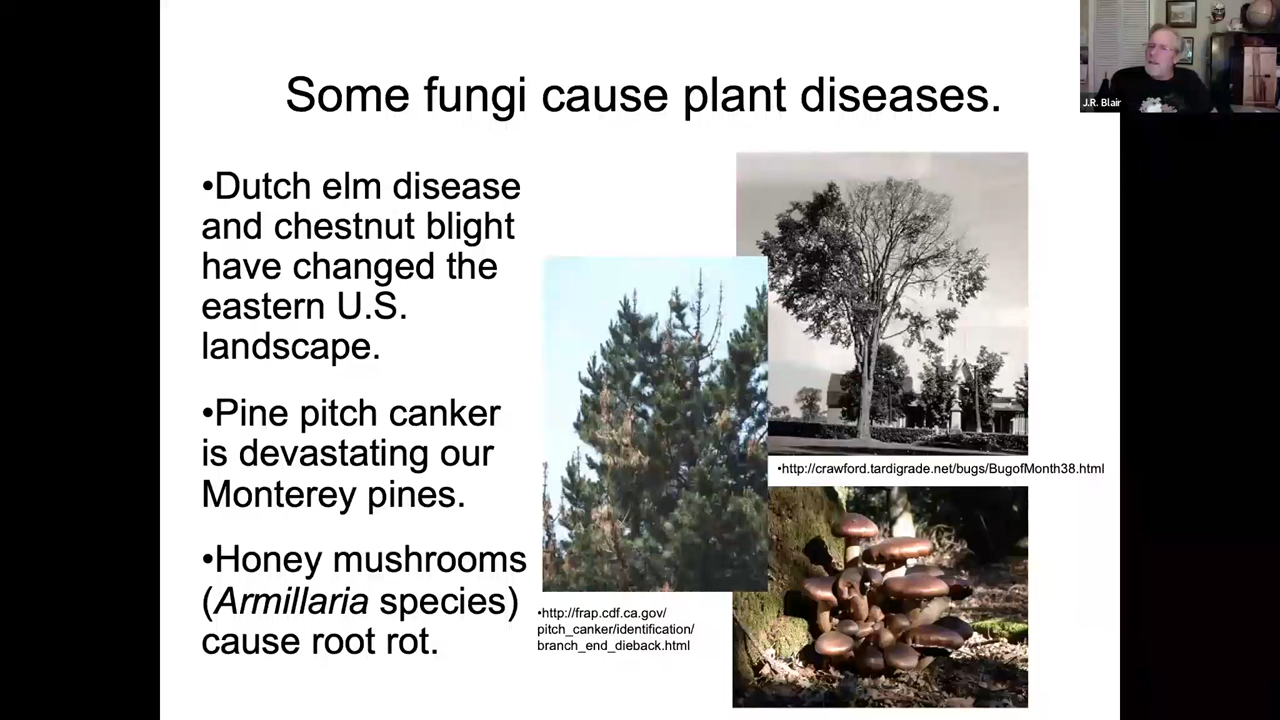 Some fungi cause plant diseases.
•Dutch elm disease
and chestnut blight
have changed the
eastern U.S.
landscape.
•Pine pitch canker
is devastating our
Monterey pines.
•Honey mushrooms
(Armillaria species)
cause root rot.
•http://crawford.tardigrade.net/bugs/BugofMonth38.html
•http://frap.cdf.ca.gov/
pitch_canker/identification/
branch_end_dieback.html
J.R. Blair